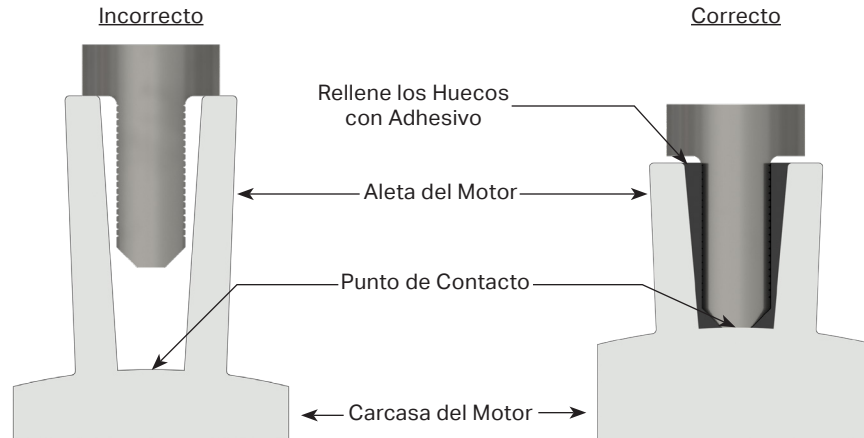 Incorrecto
Correcto
Rellene los Huecos
con Adhesivo
Aleta del Motor
Punto de Contacto
Carcasa del Motor